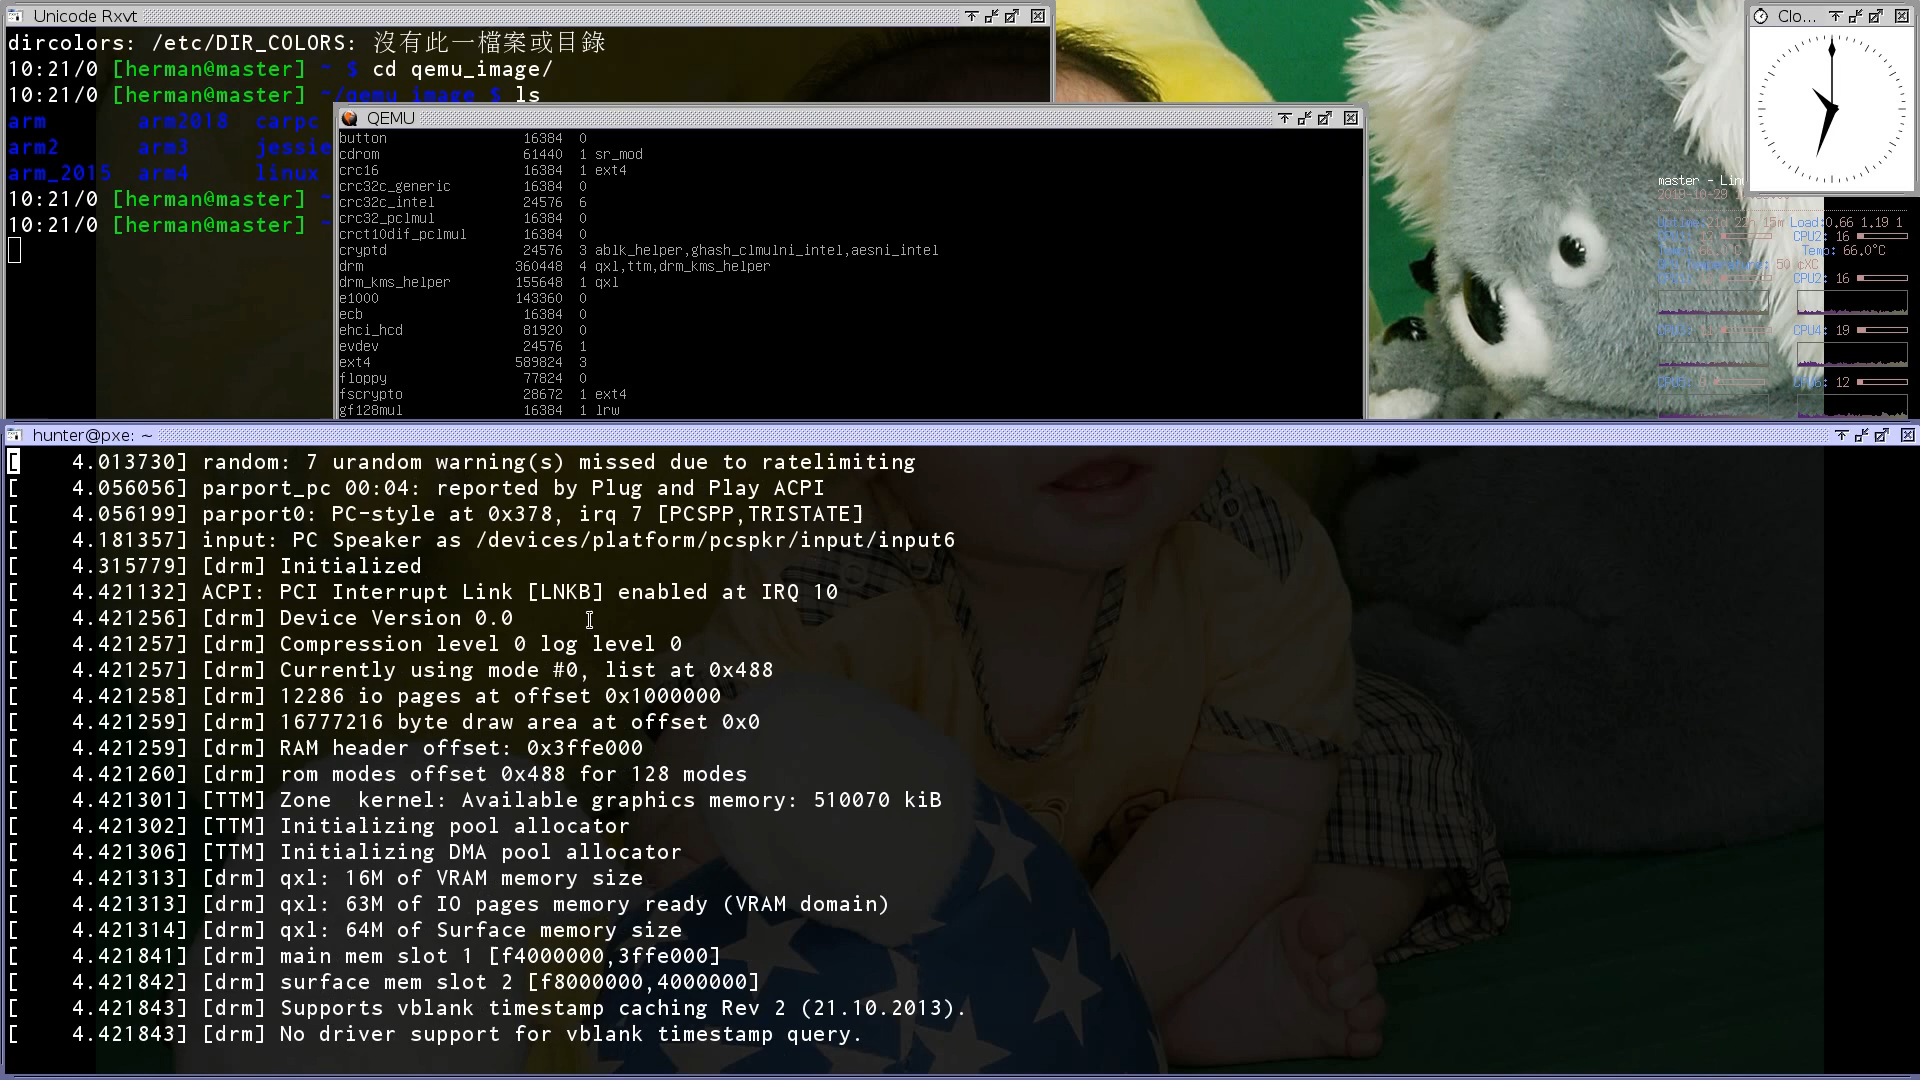 Unicode Rxvt
dircolors: /etc/DIR_COLORS: 沒有此一檔案或目錄
10:21/0 [herman@master] ~ $ cd qemu_image/
10:21/0 [herman@master] ~/qemu_image $ ls
arm arm2018 carpc
arm2 arm3 jessie
arm_2015 arm4 linux
10:21/0 [herman@master] ~
10:21/0 [herman@master] ~
QEMU
button 16384 0
cdrom 61440 1 sr_mod
crc16 16384 1 ext4
crc32c_generic 16384 0
crc32c_intel 24576 6
crc32_pclmul 16384 0
crct10dif_pclmul 16384 0
cryptd 24576 3 ablk_helper,ghash_clmulni_intel,aesni_intel
drm 360448 4 qxl,ttm,drm_kms_helper
drm_kms_helper 155648 1 qxl
e1000 143360 0
ecb 16384 0
ehci_hcd 81920 0
evdev 24576 1
ext4 589824 3
floppy 77824 0
fscrypto 28672 1 ext4
gf128mul 16384 1 lrw
Clo...
master - Lin
2018-10-29
Uptime: 21d 22h 15m Load: 0.66 1.19 1
CPU2: 16
Temp: 66.0°C
CPU2: 16
CPU4: 19
12
hunter@pxe: ~
[    4.013730] random: 7 urandom warning(s) missed due to ratelimiting
[    4.056056] parport_pc 00:04: reported by Plug and Play ACPI
[    4.056199] parport0: PC-style at 0x378, irq 7 [PCSPP,TRISTATE]
[    4.181357] input: PC Speaker as /devices/platform/pcspkr/input/input6
[    4.315779] [drm] Initialized
[    4.421132] ACPI: PCI Interrupt Link [LNKB] enabled at IRQ 10
[    4.421256] [drm] Device Version 0.0
[    4.421257] [drm] Compression level 0 log level 0
[    4.421257] [drm] Currently using mode #0, list at 0x488
[    4.421258] [drm] 12286 io pages at offset 0x1000000
[    4.421259] [drm] 16777216 byte draw area at offset 0x0
[    4.421259] [drm] RAM header offset: 0x3ffe000
[    4.421260] [drm] rom modes offset 0x488 for 128 modes
[    4.421301] [TTM] Zone  kernel: Available graphics memory: 510070 kiB
[    4.421302] [TTM] Initializing pool allocator
[    4.421306] [TTM] Initializing DMA pool allocator
[    4.421313] [drm] qxl: 16M of VRAM memory size
[    4.421313] [drm] qxl: 63M of IO pages memory ready (VRAM domain)
[    4.421314] [drm] qxl: 64M of Surface memory size
[    4.421841] [drm] main mem slot 1 [f4000000,3ffe000]
[    4.421842] [drm] surface mem slot 2 [f8000000,4000000]
[    4.421843] [drm] Supports vblank timestamp caching Rev 2 (21.10.2013).
[    4.421843] [drm] No driver support for vblank timestamp query.